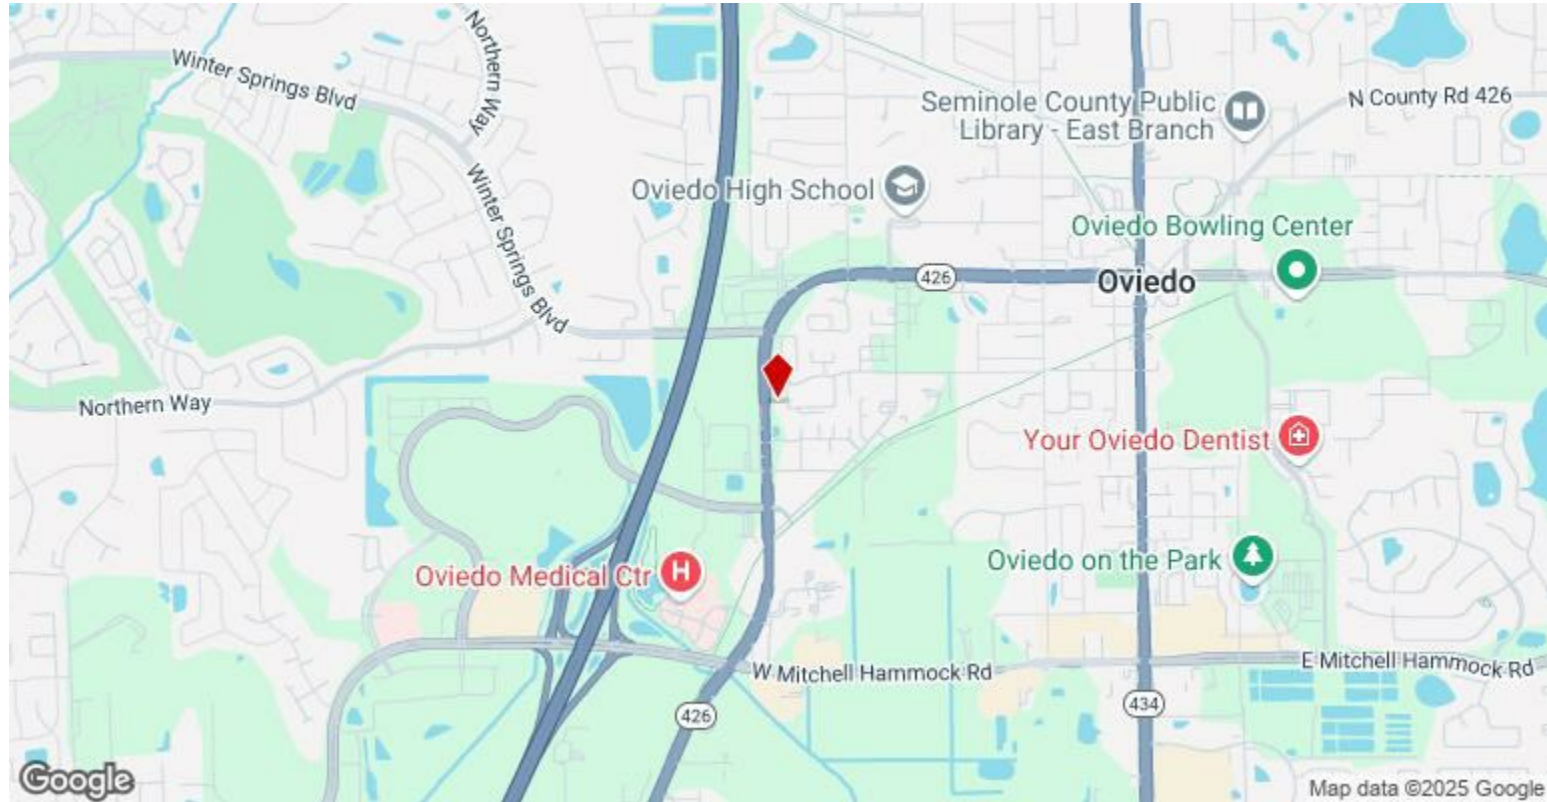 Northern Way
Winter Springs Blvd
Seminole County Public
Library - East Branch
N County Rd 426
Oviedo High School
Winter Springs Blvd
Oviedo Bowling Center
426
Oviedo
Northern Way
Your Oviedo Dentist
Oviedo Medical Ctr
H
Oviedo on the Park
W Mitchell Hammock Rd
E Mitchell Hammock Rd
426
434
Google
Map data ©2025 Google